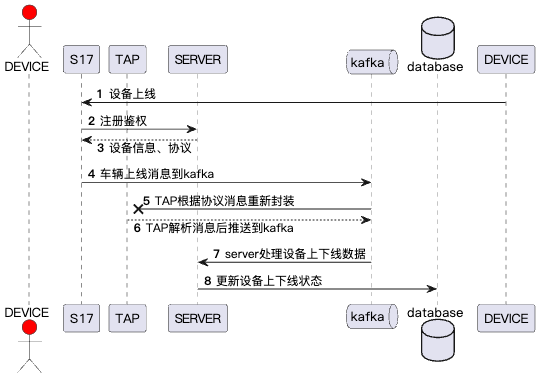 DEVICE
S17
TAP
SERVER
kafka
database
DEVICE
1 设备上线
2 注册鉴权
3 设备信息、协议
4 车辆上线消息到kafka
5 TAP根据协议消息重新封装
6 TAP解析消息后推送到kafka
7 server处理设备上下线数据
8 更新设备上下线状态
DEVICE
S17
TAP
SERVER
kafka
database
DEVICE